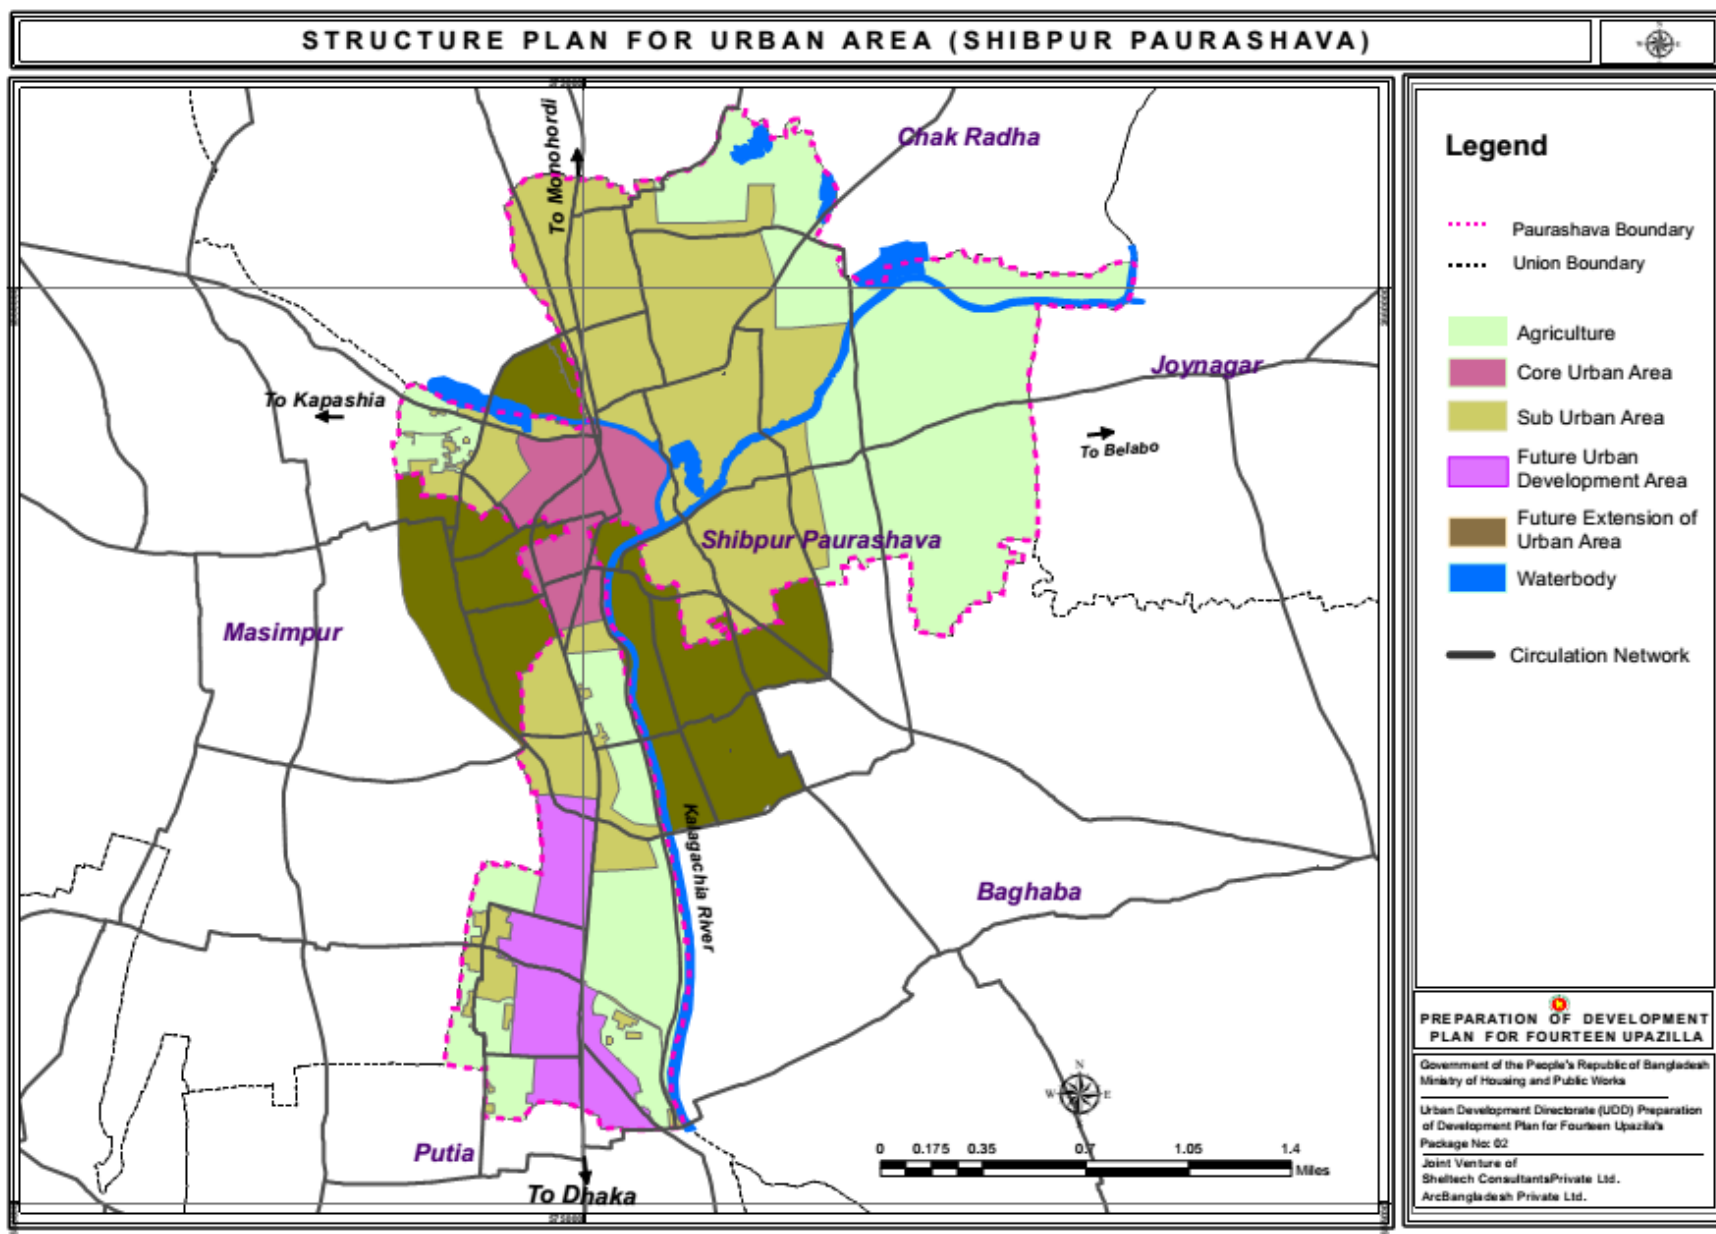 STRUCTURE PLAN FOR URBAN AREA (SHIBPUR PAURASHAVA)
To Monohordi
Chak Radha
To Kapashia
Joynagar
To Belabo
Shibpur Paurashava
Masimpur
Kalagachia River
Baghaba
Putia
To Dhaka
N
W E
S
0 0.175 0.35 0.7 1.05 1.4
Miles
Legend
Paurashava Boundary
Union Boundary
Agriculture
Core Urban Area
Sub Urban Area
Future Urban
Development Area
Future Extension of
Urban Area
Waterbody
Circulation Network
PREPARATION OF DEVELOPMENT
PLAN FOR FOURTEEN UPAZILLA
Government of the People's Republic of Bangladesh
Ministry of Housing and Public Works
Urban Development Directorate (UDD) Preparation
of Development Plan for Fourteen Upazila's
Package No: 02
Joint Venture of
Sheltech ConsultantsPrivate Ltd.
ArcBangladesh Private Ltd.